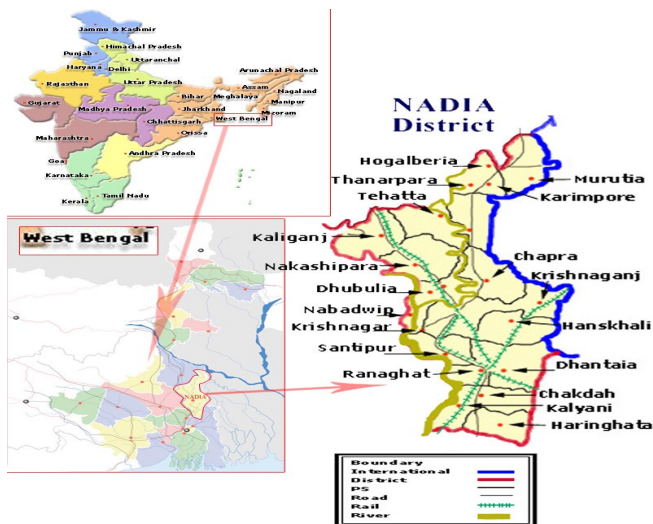 Jammu & Kashmir
Himachal Pradesh
Punjab
Uttaranchal
Haryana
Delhi
Arunachal Pradesh
Rajasthan
Uttar Pradesh
Assam
Bihar
Meghalaya
Nagaland
Gujarat
Madhya Pradesh
Jharkhand
Manipur
Mizoram
Chhattisgarh
West Bengal
Maharashtra
Orissa
Goa
Andhra Pradesh
Karnataka
Tamil Nadu
Kerala
West Bengal
NADIA
NADIA
District
Hogalberia
Thanarpara
Murutia
Karimpore
Tehatta
Kaliganj
Chapra
Nakashipara
Krishnaganj
Dhubulia
Nabadwip
Hanskhali
Krishnagar
Santipur
Dhantaia
Ranaghat
Chakdah
Kalyani
Haringhata
Boundary
International
District
PS
Road
Rail
River